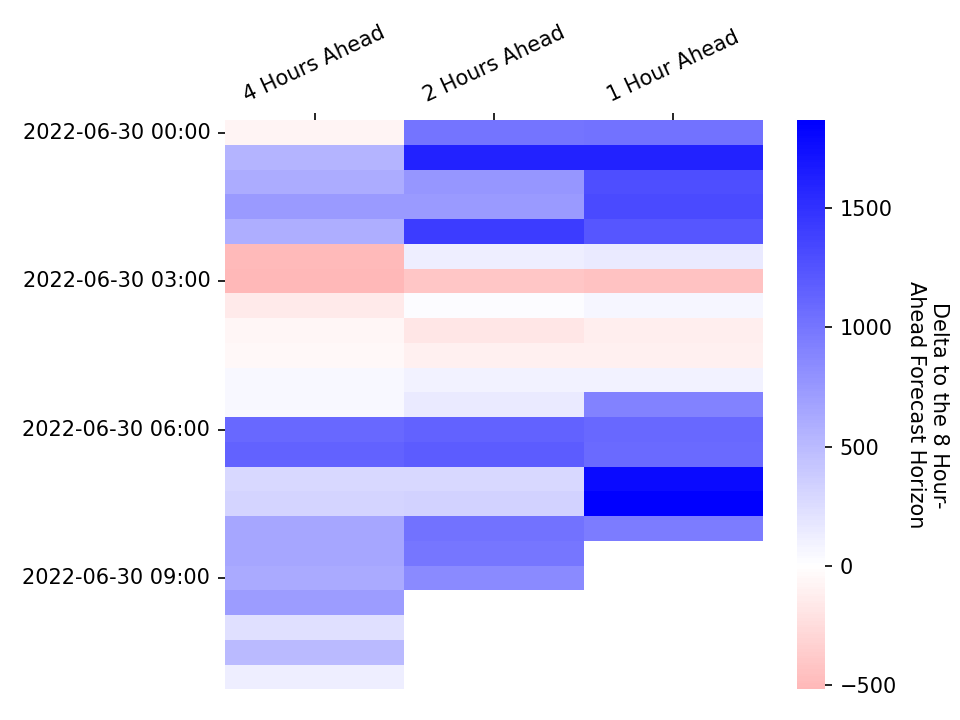 4 Hours Ahead
2 Hours Ahead
1 Hour Ahead
2022-06-30 00:00
2022-06-30 03:00
2022-06-30 06:00
2022-06-30 09:00
1500
1000
500
0
−500
Delta to the 8 Hour-
Ahead Forecast Horizon